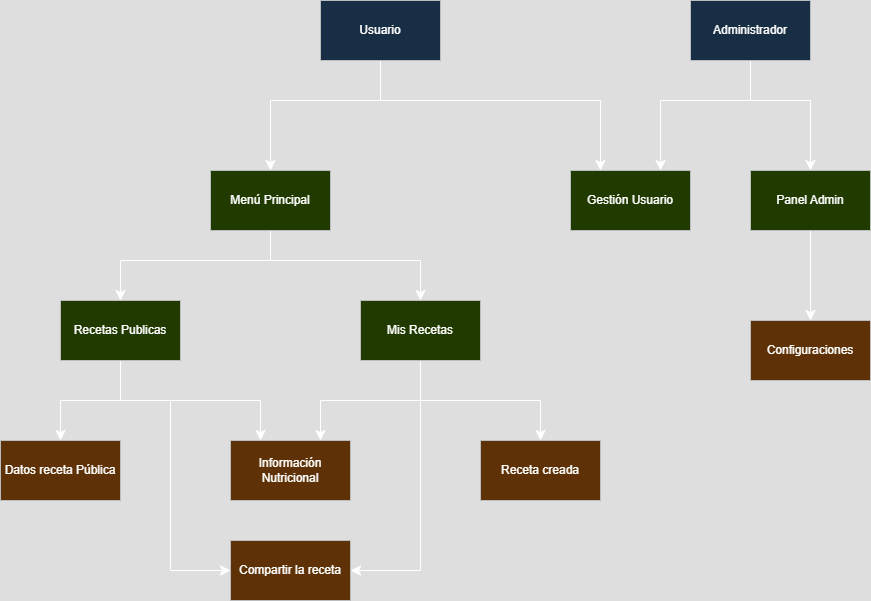 Usuario
Administrador
Menú Principal
Gestión Usuario
Panel Admin
Recetas Publicas
Mis Recetas
Configuraciones
Datos receta Pública
Información
Nutricional
Receta creada
Compartir la receta